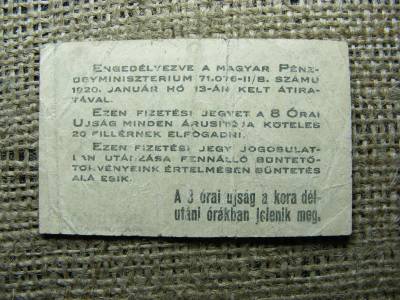 ENGEDÉLYEZVE A MAGYAR PÉNZ-
ÜGYMINISZTERIUM 71.076-II/B. SZÁMU
1920. JANUÁR HÓ 13-ÁN KELT ÁTIRA-
TÁVAL.
EZEN FIZETÉSI JEGYET A 8 ÓRAI
UJSÁG MINDEN ÁRUSITÓJA KÖTELES
20 FILLÉRNEK ELFOGADNI.
EZEN FIZETÉSI JEGY JOGOSULAT-
LAN UTÁNZÁSA FENNÁLLÓ BÜNTETŐ-
TÖRVÉNYEINK ÉRTELMÉBEN BÜNTETÉS
ALÁ ESIK.
A 8 órai ujság a kora dél-
utáni órákban jelenik meg.